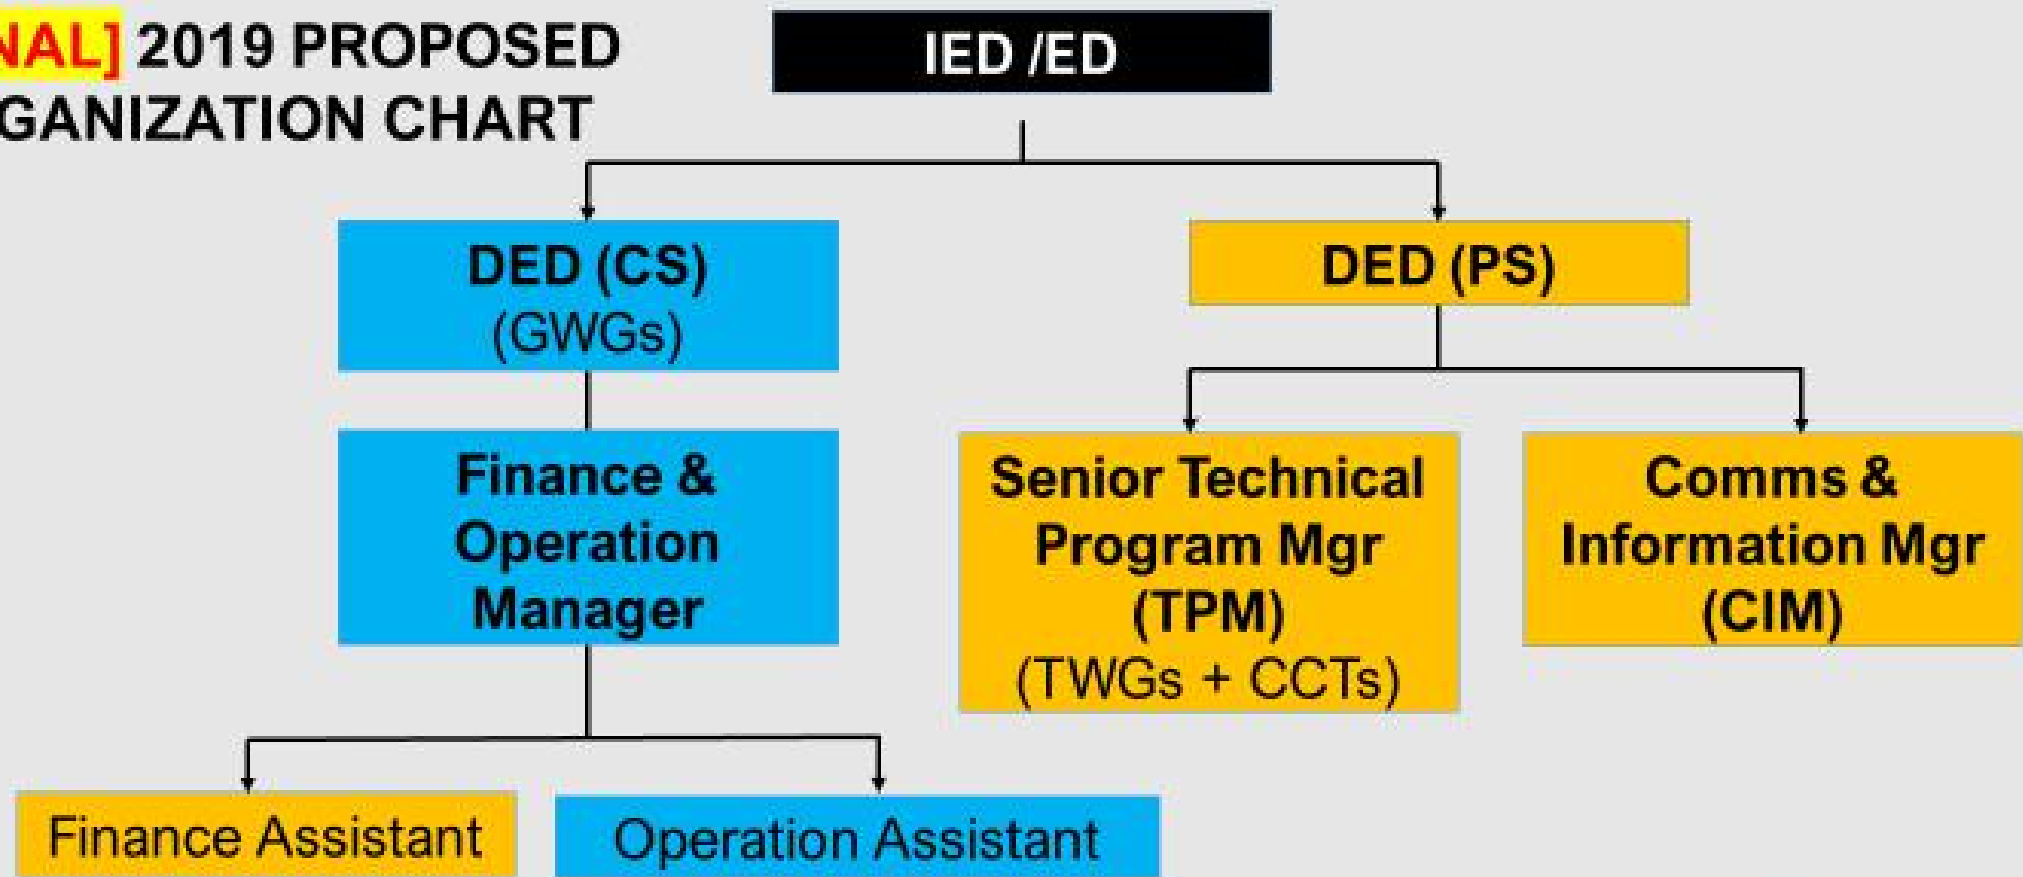 NAL] 2019 PROPOSED
GANIZATION CHART
IED /ED
DED (CS)
(GWGs)
DED (PS)
Finance &
Operation
Manager
Senior Technical
Program Mgr
(TPM)
(TWGs + CCTs)
Comms &
Information Mgr
(CIM)
Finance Assistant
Operation Assistant